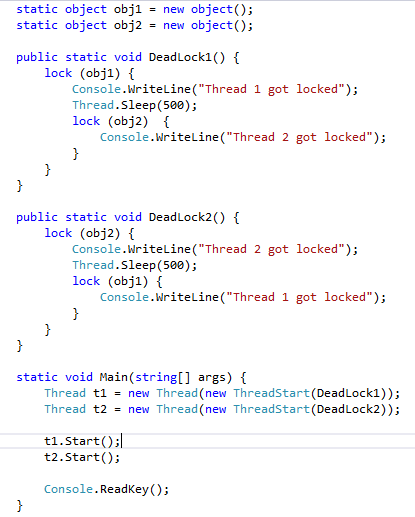 static object obj1 = new object();
static object obj2 = new object();

public static void DeadLock1() {
    lock (obj1) {
        Console.WriteLine("Thread 1 got locked");
        Thread.Sleep(500);
        lock (obj2)  {
            Console.WriteLine("Thread 2 got locked");
        }
    }
}

public static void DeadLock2() {
    lock (obj2) {
        Console.WriteLine("Thread 2 got locked");
        Thread.Sleep(500);
        lock (obj1) {
            Console.WriteLine("Thread 1 got locked");
        }
    }
}

static void Main(string[] args) {
    Thread t1 = new Thread(new ThreadStart(DeadLock1));
    Thread t2 = new Thread(new ThreadStart(DeadLock2));

    t1.Start();
    t2.Start();

    Console.ReadKey();
}